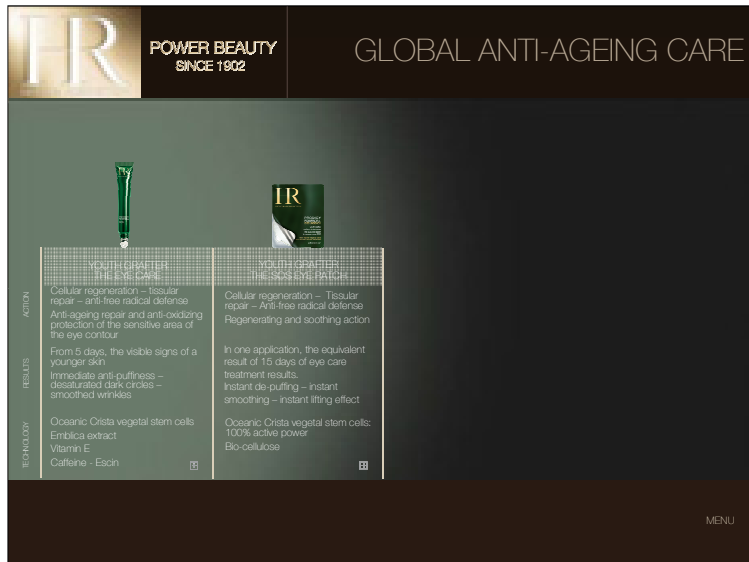 HR
POWER BEAUTY
SINCE 1902
GLOBAL ANTI-AGEING CARE
HR
HR
PRODIGY
YOUTH GRAFTER
THE EYE CARE
YOUTH GRAFTER
THE SOS EYE PATCH
ACTION
Cellular regeneration – tissular
repair – anti-free radical defense
Anti-ageing repair and anti-oxidizing
protection of the sensitive area of
the eye contour
Cellular regeneration – Tissular
repair – Anti-free radical defense
Regenerating and soothing action
RESULTS
From 5 days, the visible signs of a
younger skin
Immediate anti-puffiness –
desaturated dark circles –
smoothed wrinkles
In one application, the equivalent
result of 15 days of eye care
treatment results.
Instant de-puffing – instant
smoothing – instant lifting effect
TECHNOLOGY
Oceanic Crista vegetal stem cells
Emblica extract
Vitamin E
Caffeine - Escin
Oceanic Crista vegetal stem cells:
100% active power
Bio-cellulose
MENU